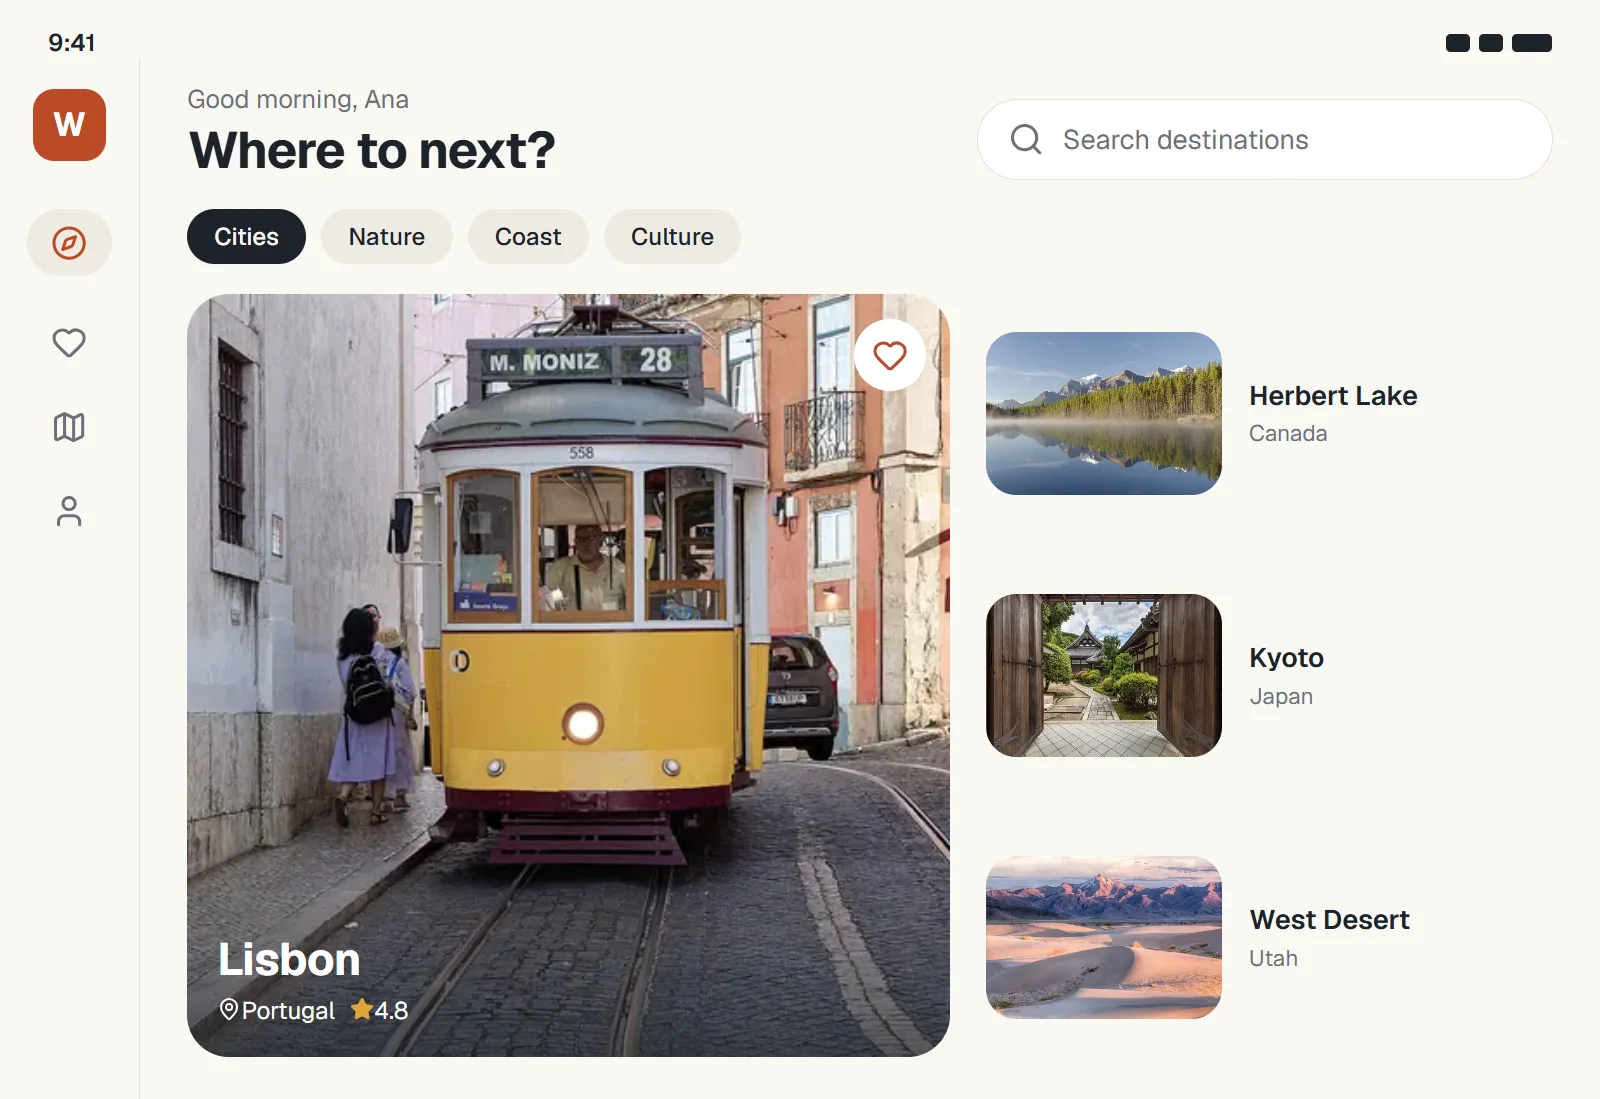 9:41
W
Good morning, Ana
Where to next?
Search destinations
Cities
Nature
Coast
Culture
M. MONIZ 28
558
Lisbon
Portugal 4.8
Herbert Lake
Canada
Kyoto
Japan
West Desert
Utah